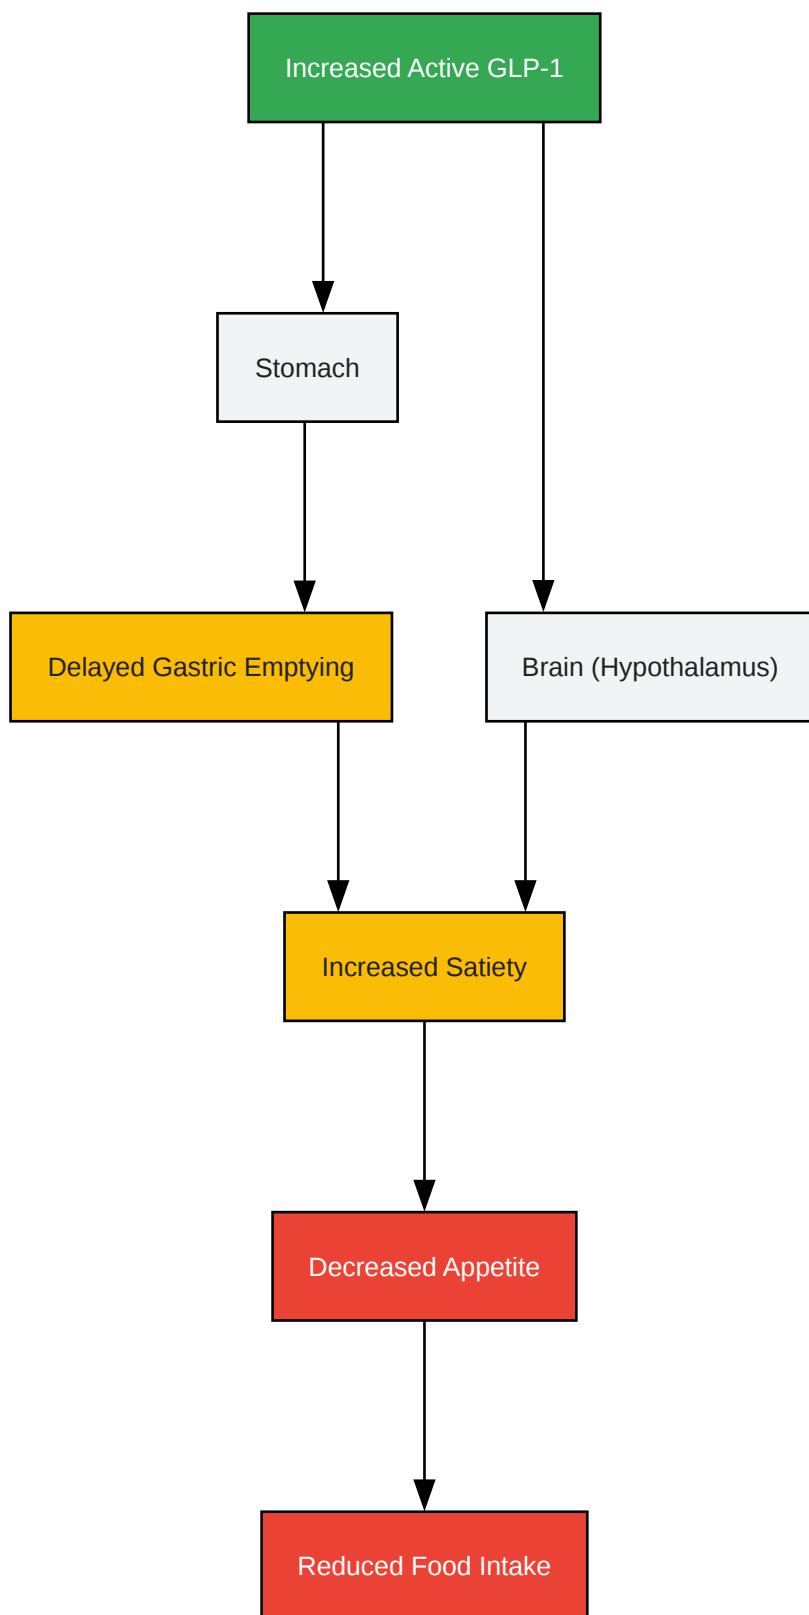 Increased Active GLP-1
Stomach
Delayed Gastric Emptying
Brain (Hypothalamus)
Increased Satiety
Decreased Appetite
Reduced Food Intake